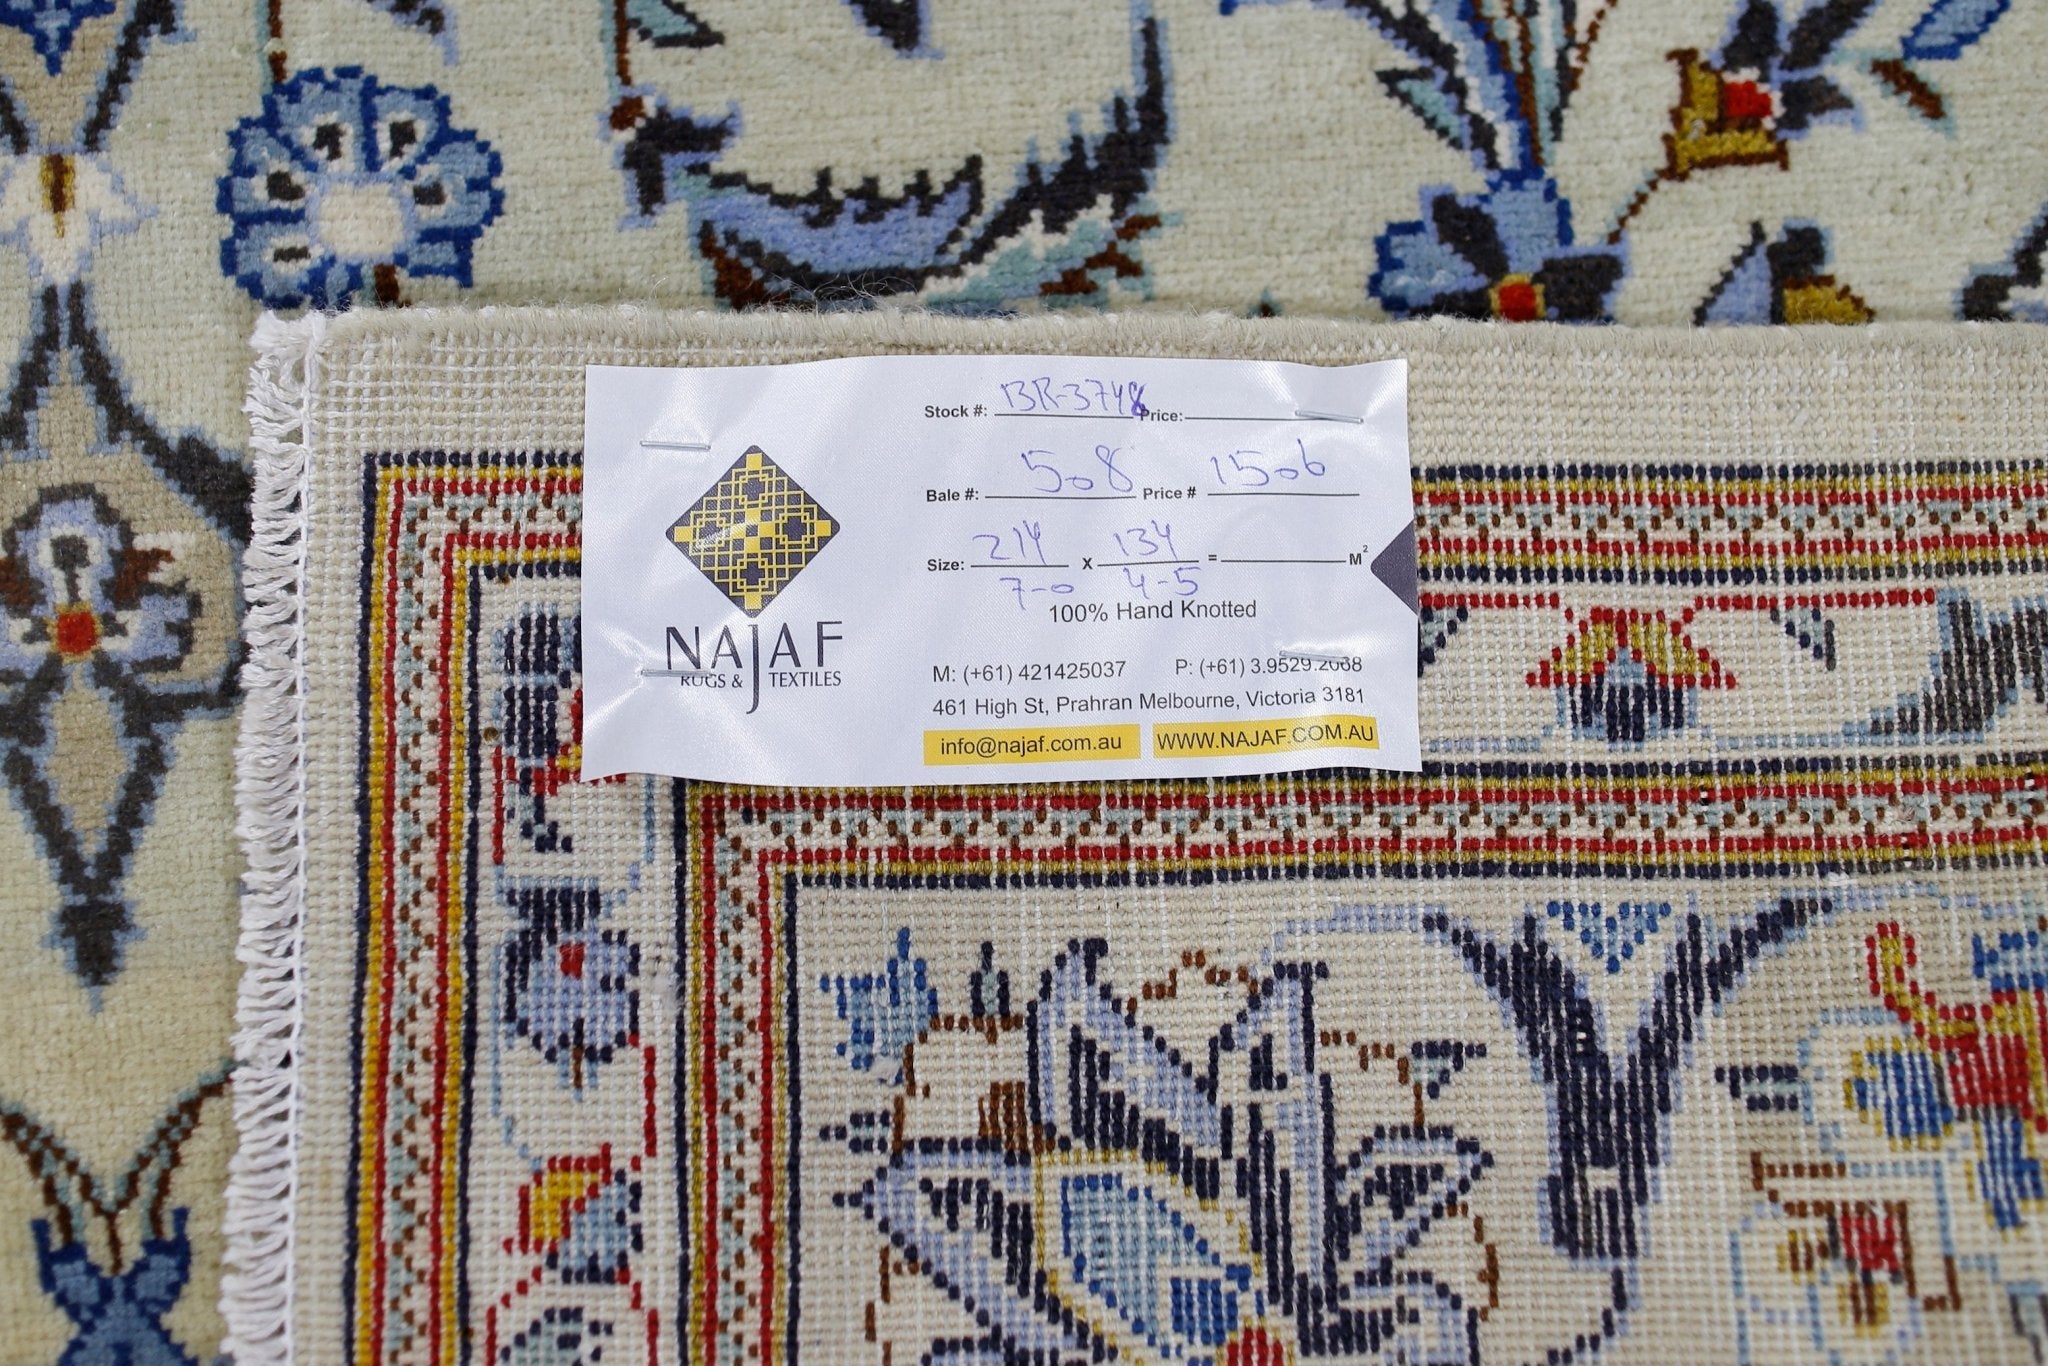 Stock #: BR-3748 Price:
Bale #: 508 Price # 1506
Size: 214 x 134 = M²
7-0 4-5
100% Hand Knotted
NAJAF
RUGS & TEXTILES
M: (+61) 421425037 P: (+61) 3.9529.2068
461 High St, Prahran Melbourne, Victoria 3181
info@najaf.com.au WWW.NAJAF.COM.AU